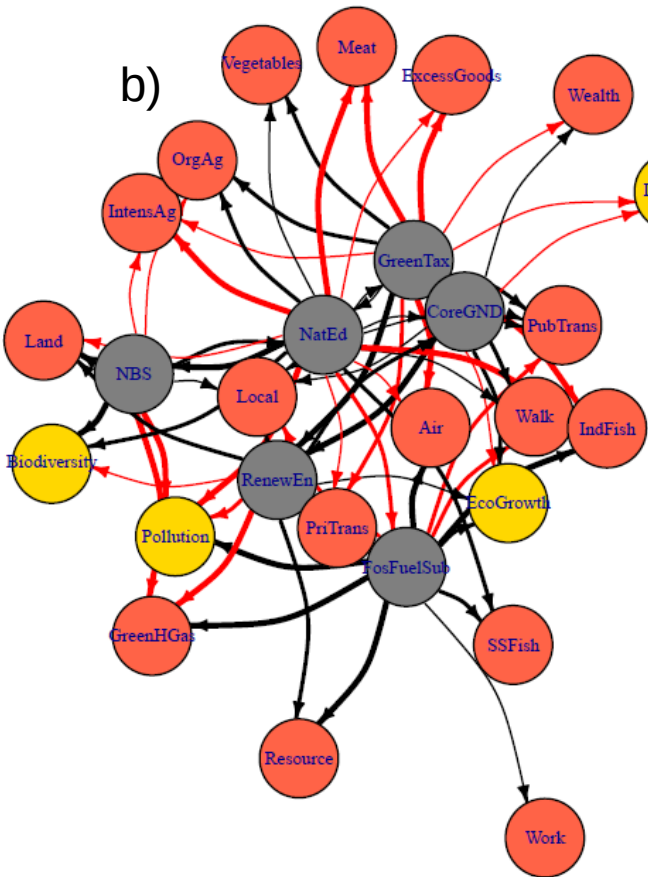 b)
Vegetables
Meat
ExcessGoods
Wealth
OrgAg
IntensAg
GreenTax
CoreGND
PubTrans
NatEd
Land
NBS
Local
Air
Walk
IndFish
Biodiversity
RenewEn
EcoGrowth
Pollution
PriTrans
FosFuelSub
GreenHGas
SSFish
Resource
Work